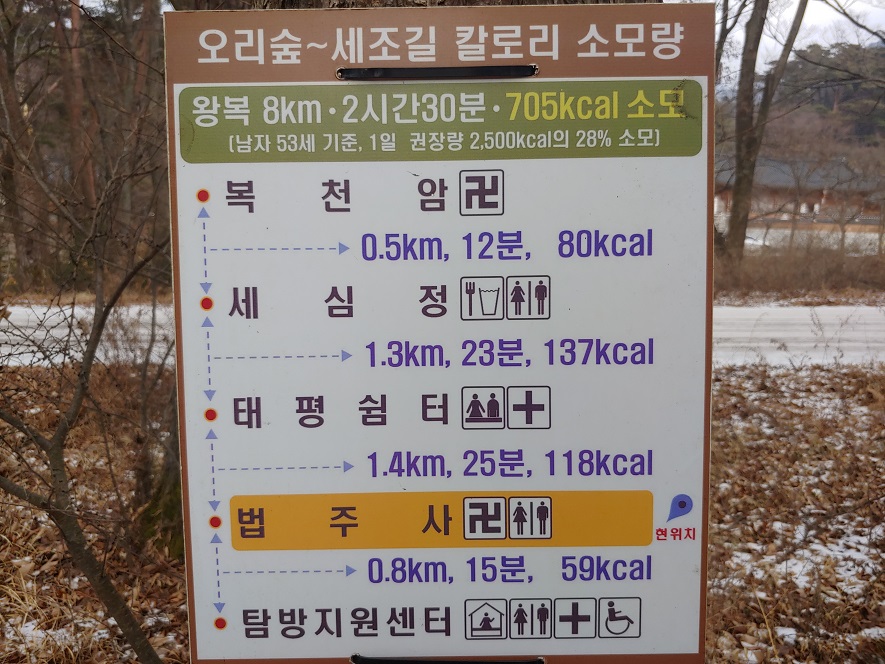 오리숲~세조길 칼로리 소모량
왕복 8km·2시간30분·705kcal 소모
(남자 53세 기준, 1일 권장량 2,500kcal의 28% 소모)
복천암 卍
0.5km, 12분, 80kcal
세심정
1.3km, 23분, 137kcal
태평쉼터
1.4km, 25분, 118kcal
법주사 卍
현위치
0.8km, 15분, 59kcal
탐방지원센터